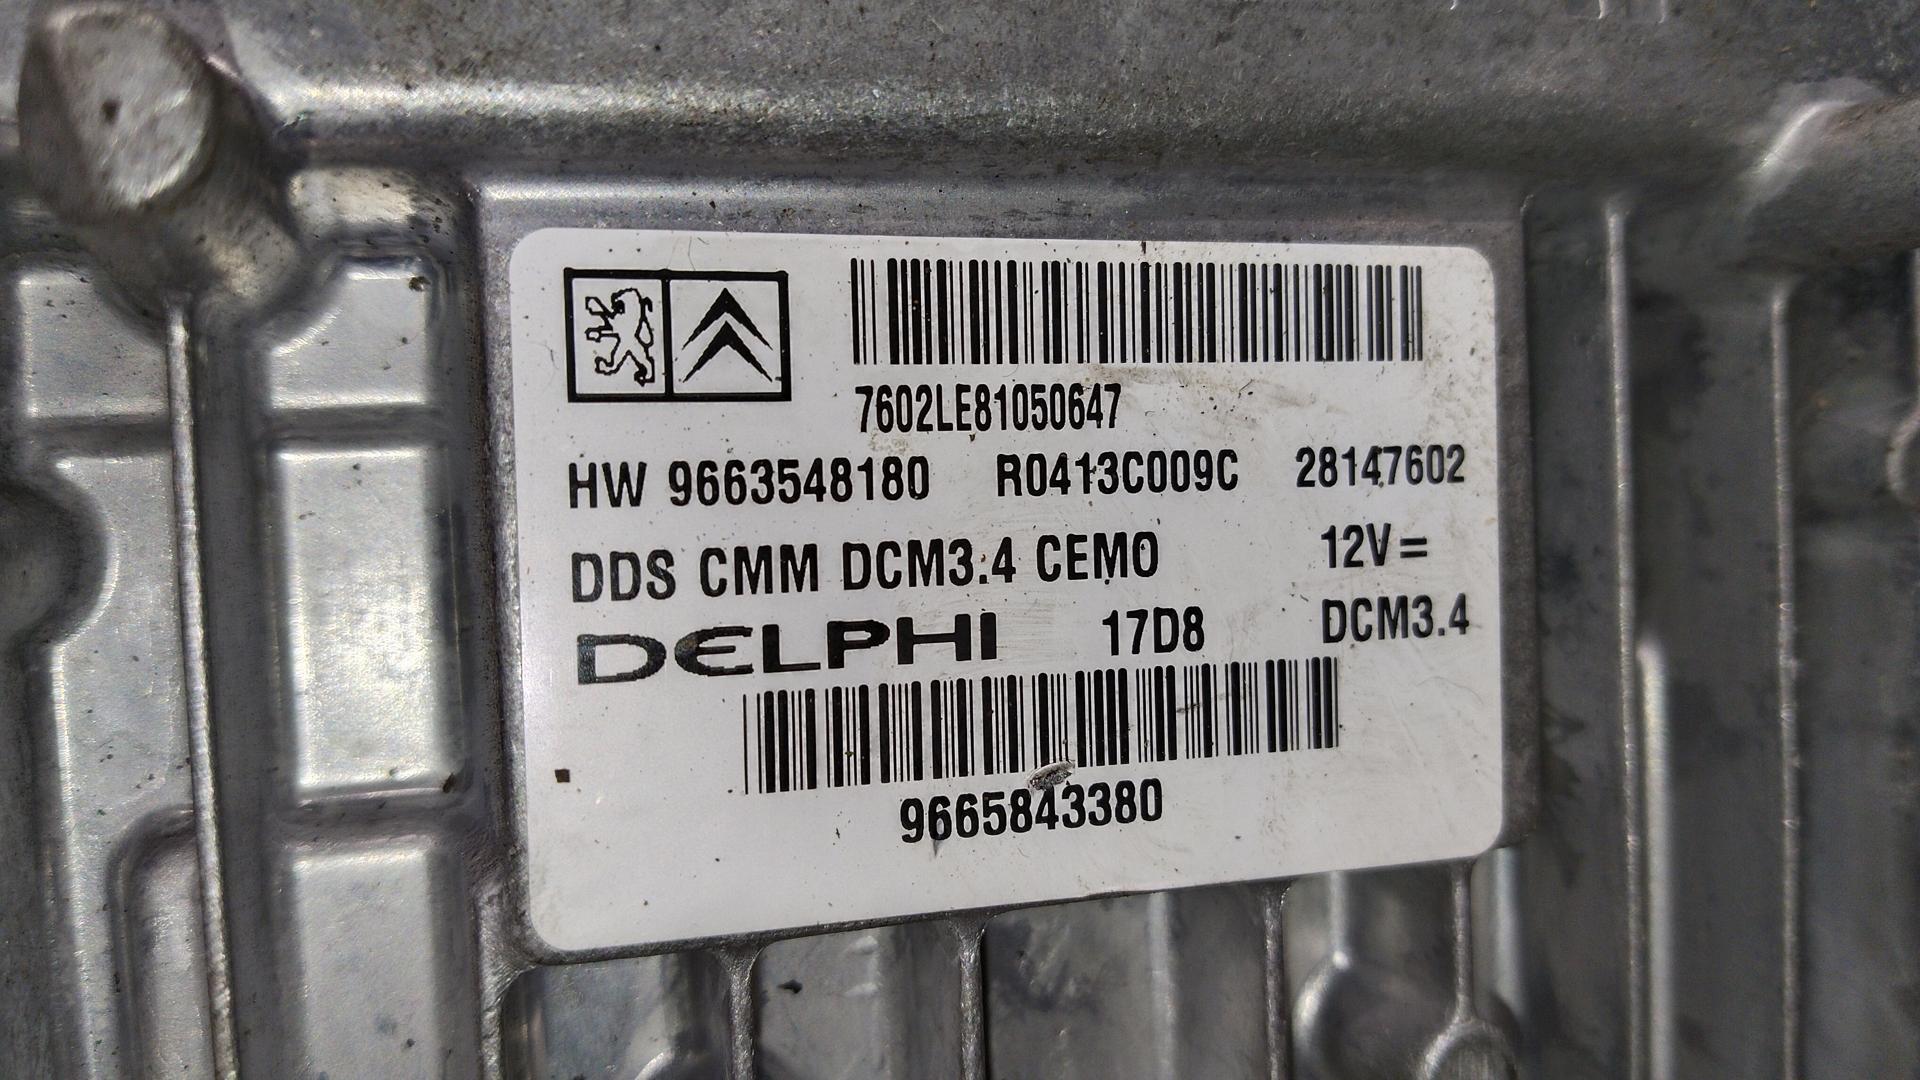 7602LE81050647
HW 9663548180 R0413C009C 28147602
DDS CMM DCM3.4 CEMO 12V=
DELPHI 17D8 DCM3.4
9665843380